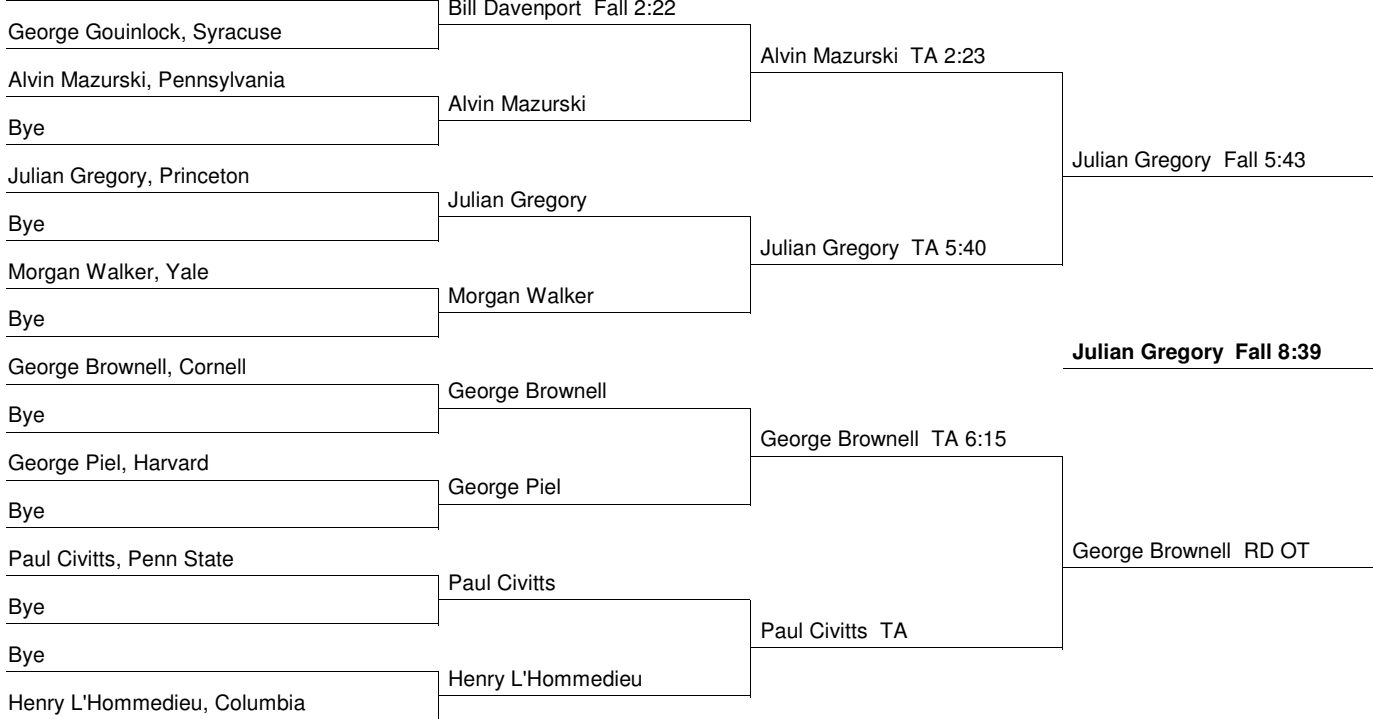 Bill Davenport  Fall 2:22
George Gouinlock, Syracuse
Alvin Mazurski  TA 2:23
Alvin Mazurski, Pennsylvania
Alvin Mazurski
Bye
Julian Gregory  Fall 5:43
Julian Gregory, Princeton
Julian Gregory
Bye
Julian Gregory  TA 5:40
Morgan Walker, Yale
Morgan Walker
Bye
Julian Gregory  Fall 8:39
George Brownell, Cornell
George Brownell
Bye
George Brownell  TA 6:15
George Piel, Harvard
George Piel
Bye
George Brownell  RD OT
Paul Civitts, Penn State
Paul Civitts
Bye
Paul Civitts  TA
Bye
Henry L'Hommedieu
Henry L'Hommedieu, Columbia